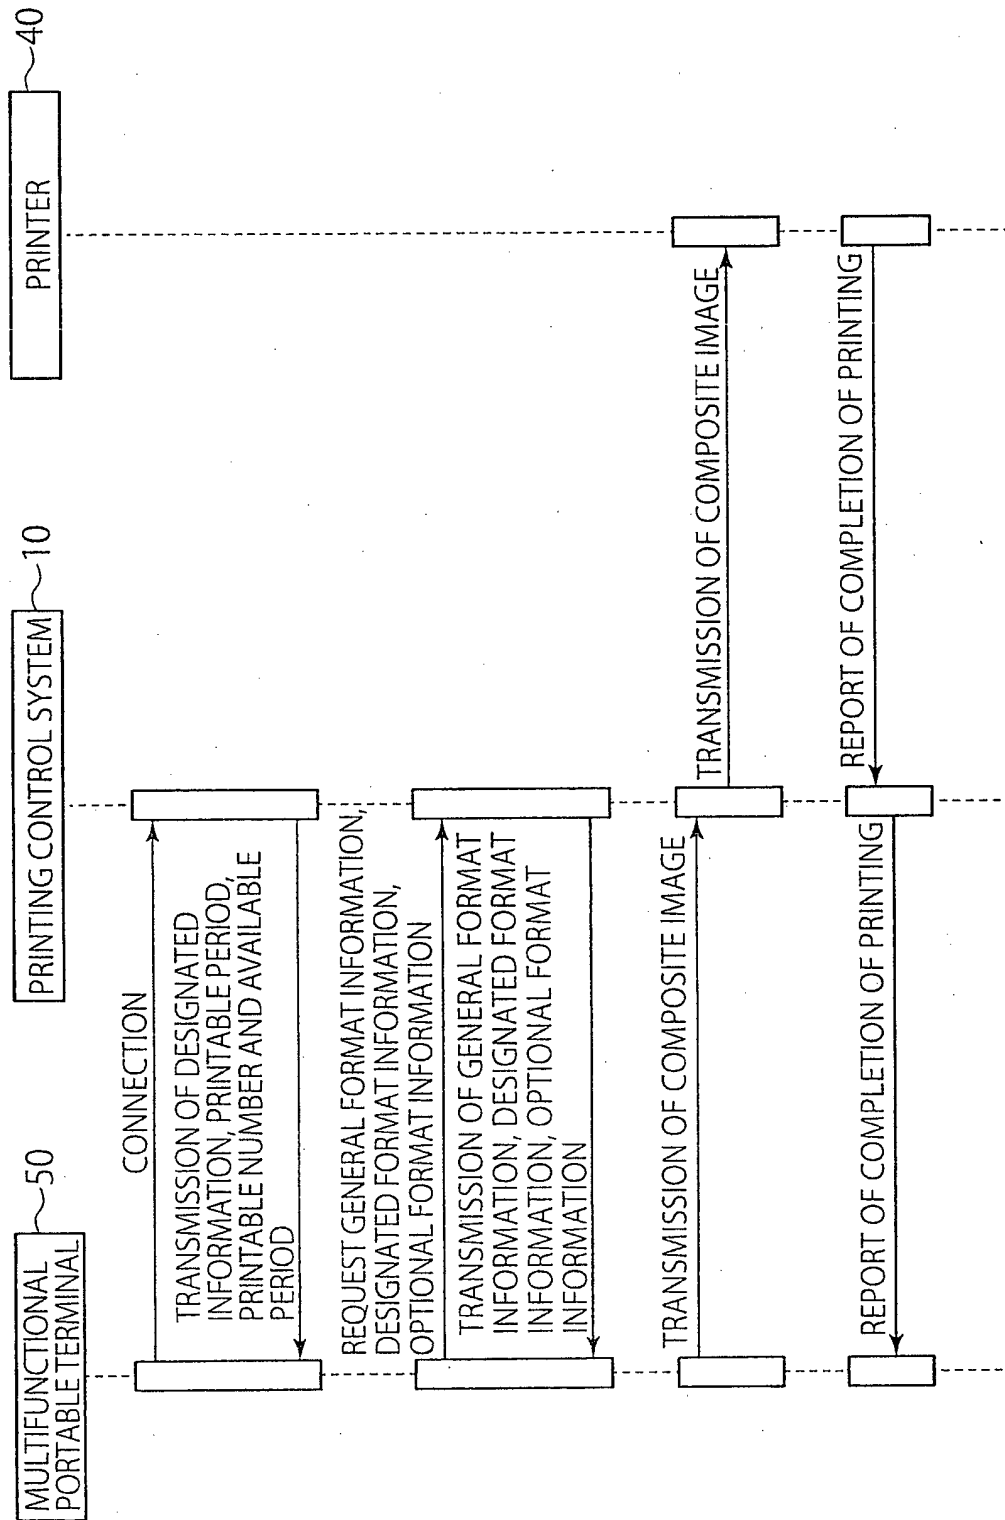 MULTIFUNCTIONAL
PORTABLE TERMINAL
50
PRINTING CONTROL SYSTEM
10
PRINTER
40
CONNECTION
TRANSMISSION OF DESIGNATED
INFORMATION, PRINTABLE PERIOD,
PRINTABLE NUMBER AND AVAILABLE
PERIOD
REQUEST GENERAL FORMAT INFORMATION,
DESIGNATED FORMAT INFORMATION,
OPTIONAL FORMAT INFORMATION
TRANSMISSION OF GENERAL FORMAT
INFORMATION, DESIGNATED FORMAT
INFORMATION, OPTIONAL FORMAT
INFORMATION
TRANSMISSION OF COMPOSITE IMAGE
TRANSMISSION OF COMPOSITE IMAGE
REPORT OF COMPLETION OF PRINTING
REPORT OF COMPLETION OF PRINTING